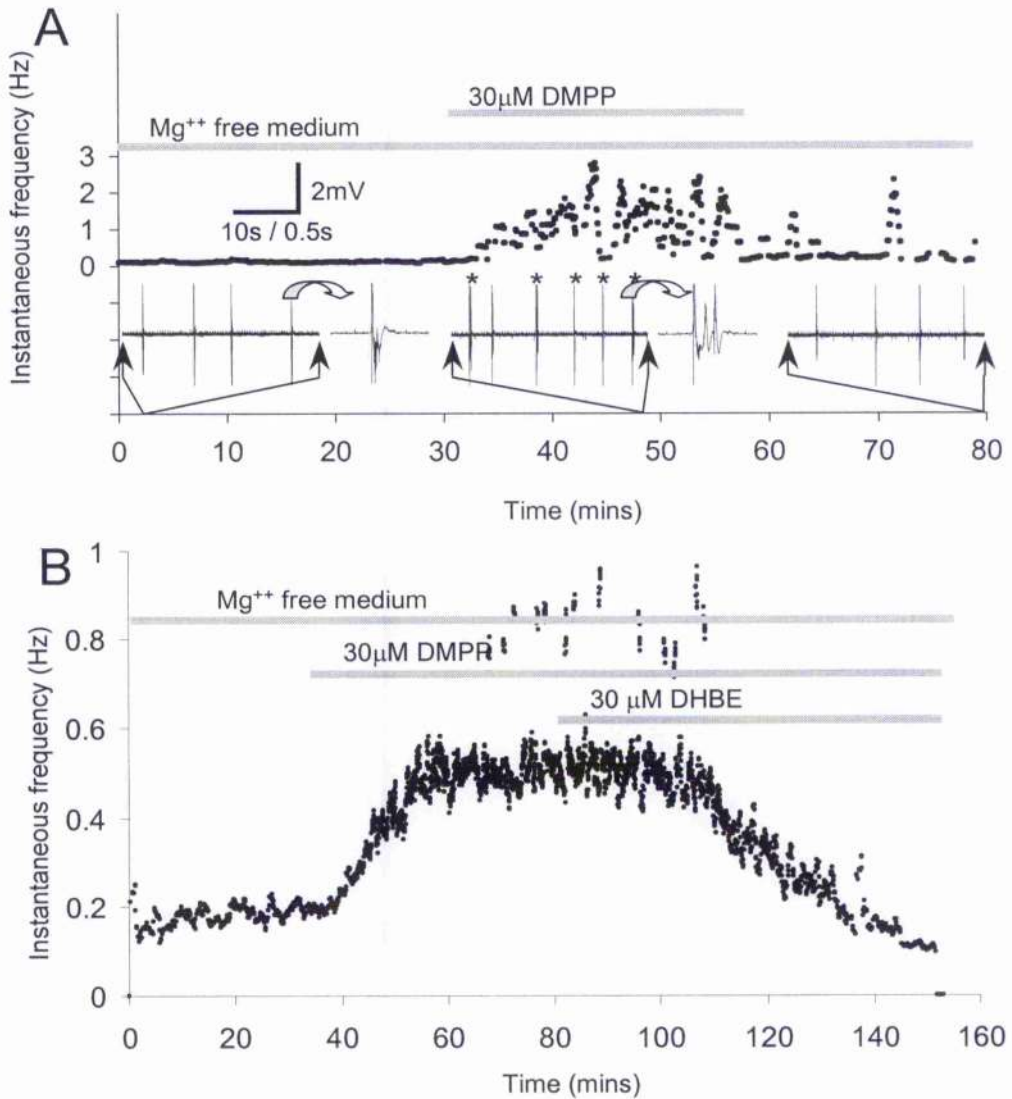 A
Instantaneous frequency (Hz)
30µM DMPP
Mg⁺⁺ free medium
3
2
1
0
2mV
10s / 0.5s
* * * * *
0 10 20 30 40 50 60 70 80
Time (mins)
B
Instantaneous frequency (Hz)
1
0.8
0.6
0.4
0.2
0
Mg⁺⁺ free medium
30µM DMPP
30 µM DHBE
0 20 40 60 80 100 120 140 160
Time (mins)